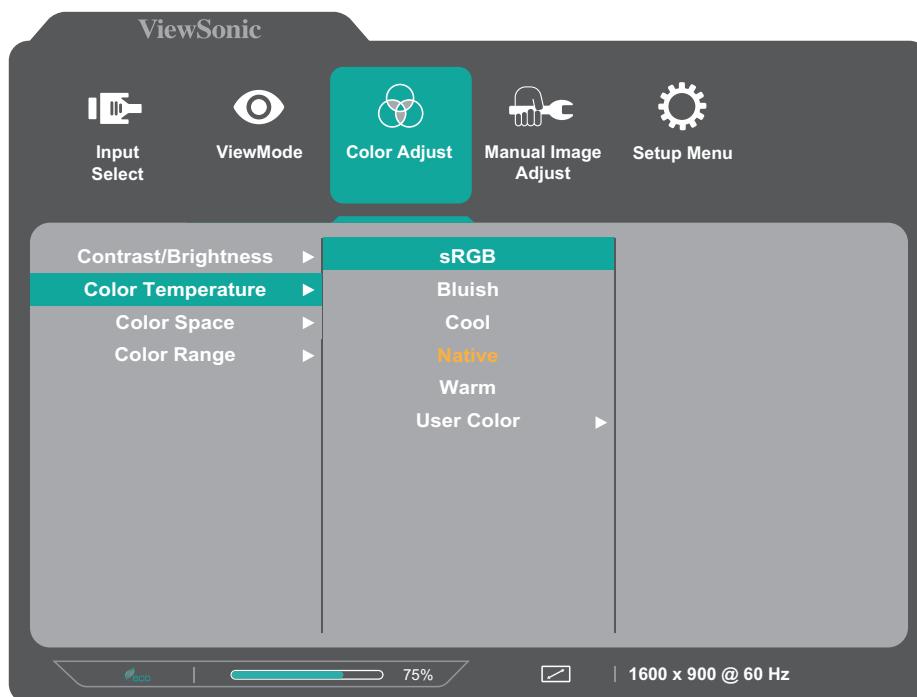 ViewSonic
Input
Select
ViewMode
Color Adjust
Manual Image
Adjust
Setup Menu
Contrast/Brightness
Color Temperature
Color Space
Color Range
sRGB
Bluish
Cool
Native
Warm
User Color
eco
75%
1600 x 900 @ 60 Hz